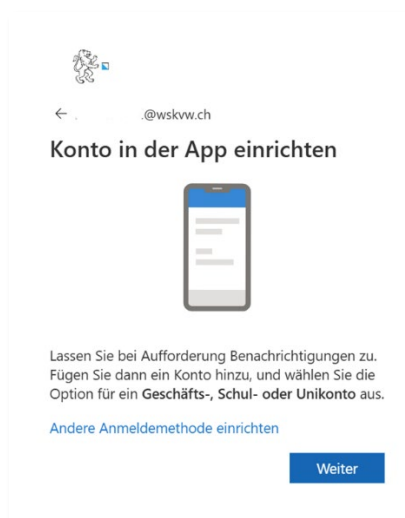 ← . .@wskvw.ch
Konto in der App einrichten
Lassen Sie bei Aufforderung Benachrichtigungen zu.
Fügen Sie dann ein Konto hinzu, und wählen Sie die
Option für ein Geschäfts-, Schul- oder Unikonto aus.
Andere Anmeldemethode einrichten
Weiter